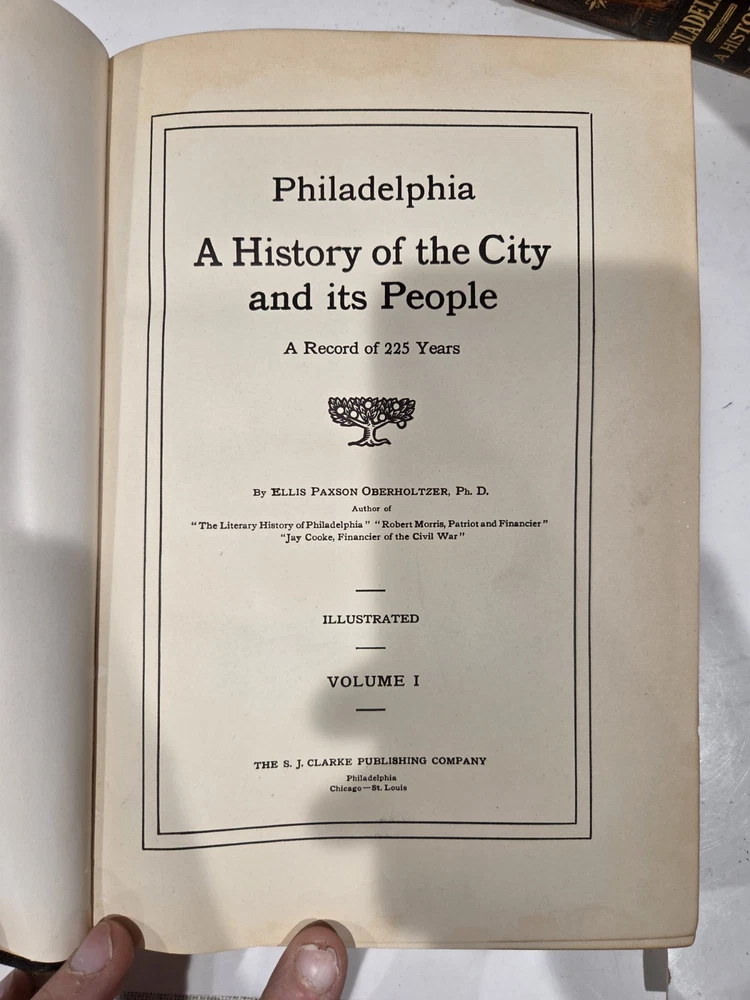 Philadelphia
A History of the City
and its People
A Record of 225 Years
By ELLIS PAXSON OBERHOLTZER, Ph. D.
Author of
"The Literary History of Philadelphia" "Robert Morris, Patriot and Financier"
"Jay Cooke, Financier of the Civil War"
ILLUSTRATED
VOLUME I
THE S. J. CLARKE PUBLISHING COMPANY
Philadelphia
Chicago—St. Louis